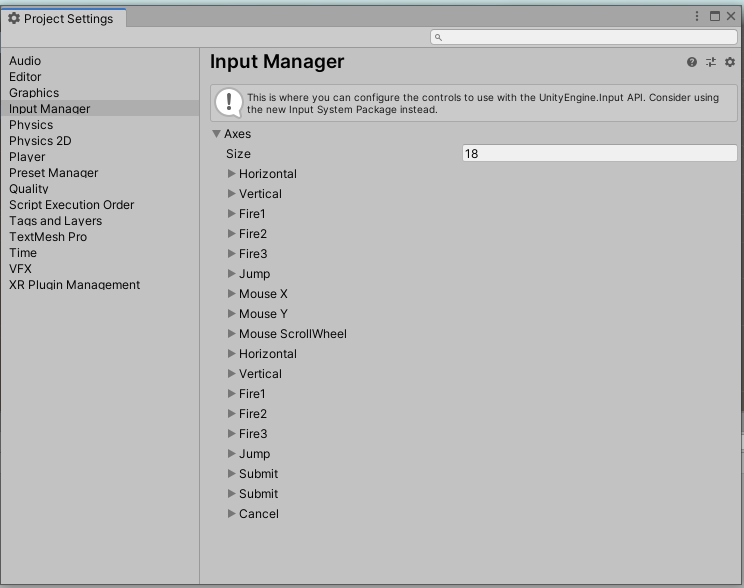 Project Settings
Audio
Editor
Graphics
Input Manager
Physics
Physics 2D
Player
Preset Manager
Quality
Script Execution Order
Tags and Layers
TextMesh Pro
Time
VFX
XR Plugin Management
Input Manager
This is where you can configure the controls to use with the UnityEngine.Input API. Consider using
the new Input System Package instead.
Axes
Size 18
Horizontal
Vertical
Fire1
Fire2
Fire3
Jump
Mouse X
Mouse Y
Mouse ScrollWheel
Horizontal
Vertical
Fire1
Fire2
Fire3
Jump
Submit
Submit
Cancel